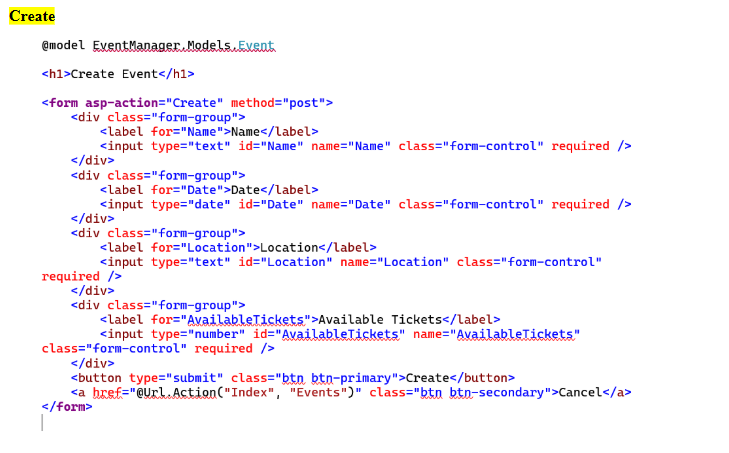 Create
@model EventManager.Models.Event
<h1>Create Event</h1>
<form asp-action="Create" method="post">
<div class="form-group">
<label for="Name">Name</label>
<input type="text" id="Name" name="Name" class="form-control" required />
</div>
<div class="form-group">
<label for="Date">Date</label>
<input type="date" id="Date" name="Date" class="form-control" required />
</div>
<div class="form-group">
<label for="Location">Location</label>
<input type="text" id="Location" name="Location" class="form-control"
required />
</div>
<div class="form-group">
<label for="AvailableTickets">Available Tickets</label>
<input type="number" id="AvailableTickets" name="AvailableTickets"
class="form-control" required />
</div>
<button type="submit" class="btn btn-primary">Create</button>
<a href="@Url.Action("Index", "Events")" class="btn btn-secondary">Cancel</a>
</form>